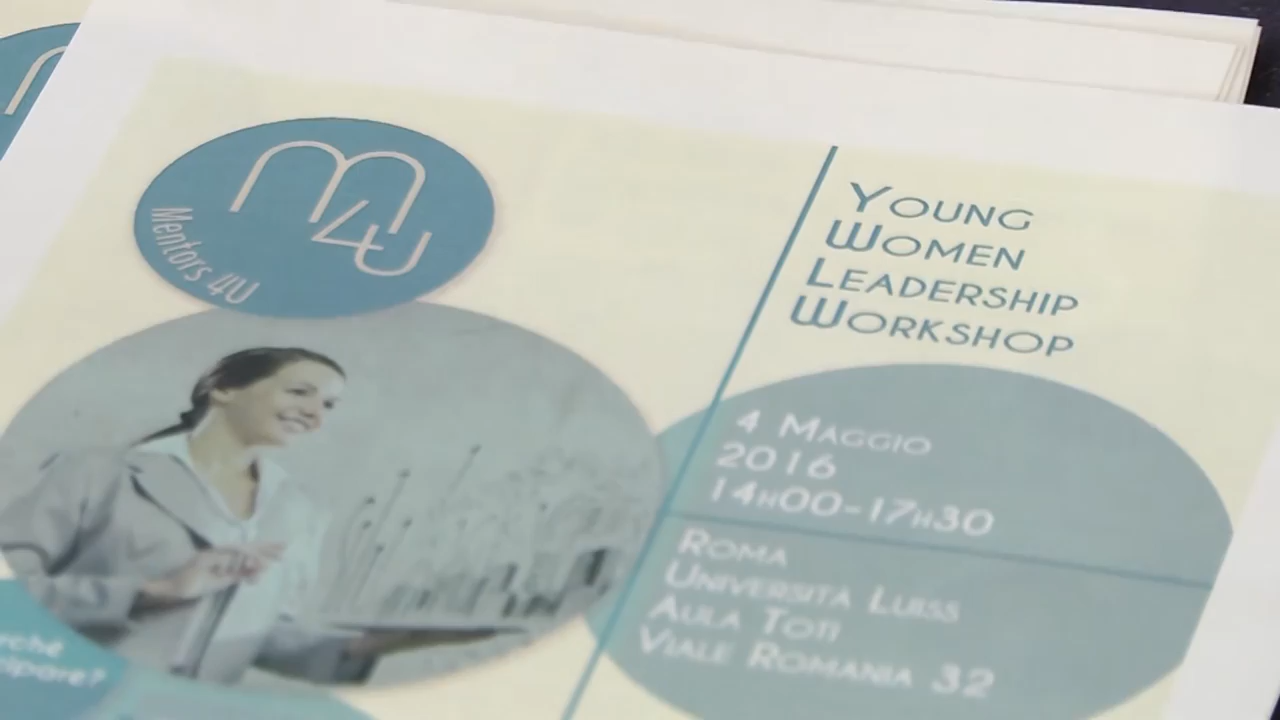 m4U
Mentors 4U
Young
Women
Leadership
Workshop
4 Maggio
2016
14h00-17h30
Roma
Universita Luiss
Aula Toti
Viale Romania 32